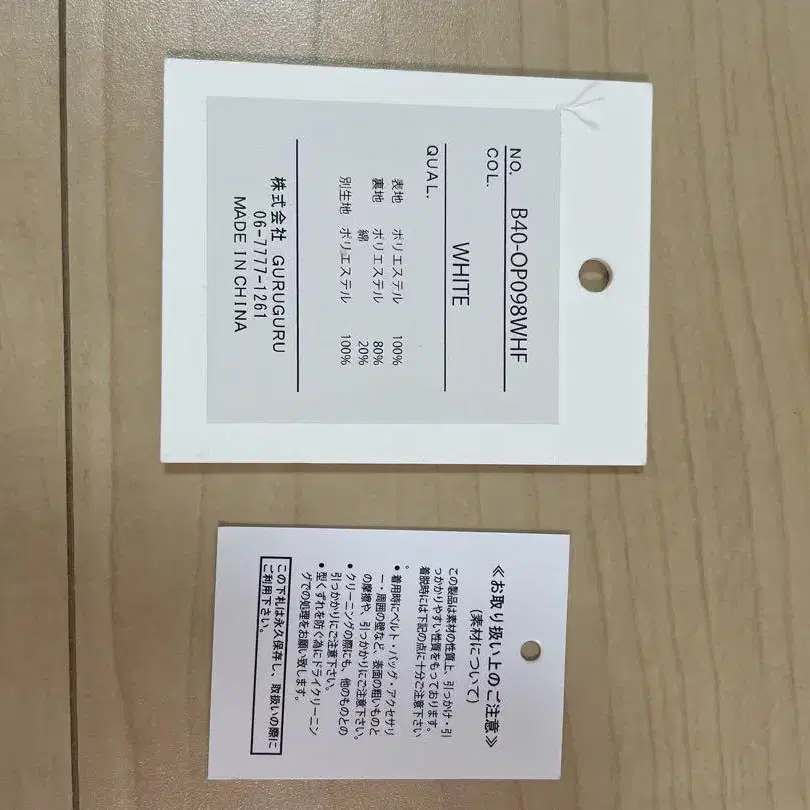 NO. B40-OP098WHF
COL.
WHITE
QUAL.
表地 ポリエステル 100%
裏地 ポリエステル 80%
綿 20%
別生地 ポリエステル 100%
株式会社 GURUGURU
06-7777-1261
MADE IN CHINA
≪お取り扱い上のご注意≫
(素材について)
この製品は素材の性質上、引っかけ・引
っかかりやすい性質をもっております。
着脱時には下記の点に十分ご注意下さい
。
●着用時にベルト・バッグ・アクセサリ
ー・周囲の壁など、表面の粗いものと
の摩擦や、引っかかりにご注意下さい。
●クリーニングの際にも、他のものとの
引っかかりにご注意下さい。
●型くずれを防ぐ為にドライクリーニン
グでの処理をお願い致します。
この下札は永久保存し、取扱いの際に
ご利用下さい。